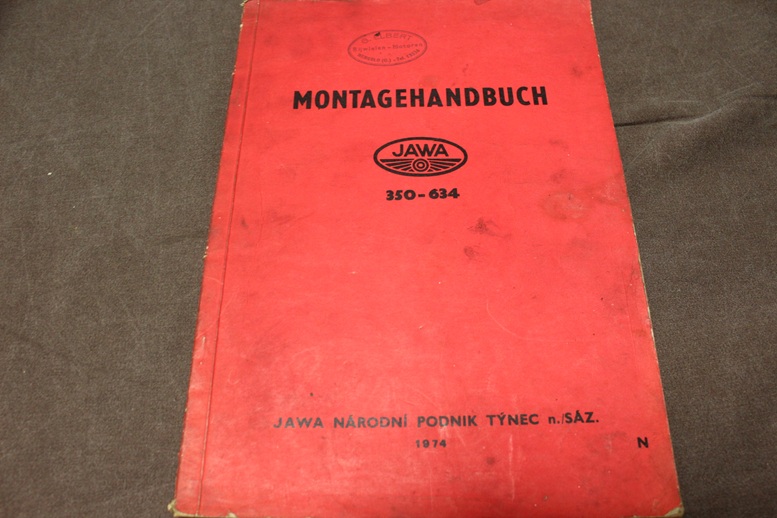 MONTAGEHANDBUCH
JAWA
350-634
JAWA NÁRODNÍ PODNIK TÝNEC n./SÁZ.
1974
N